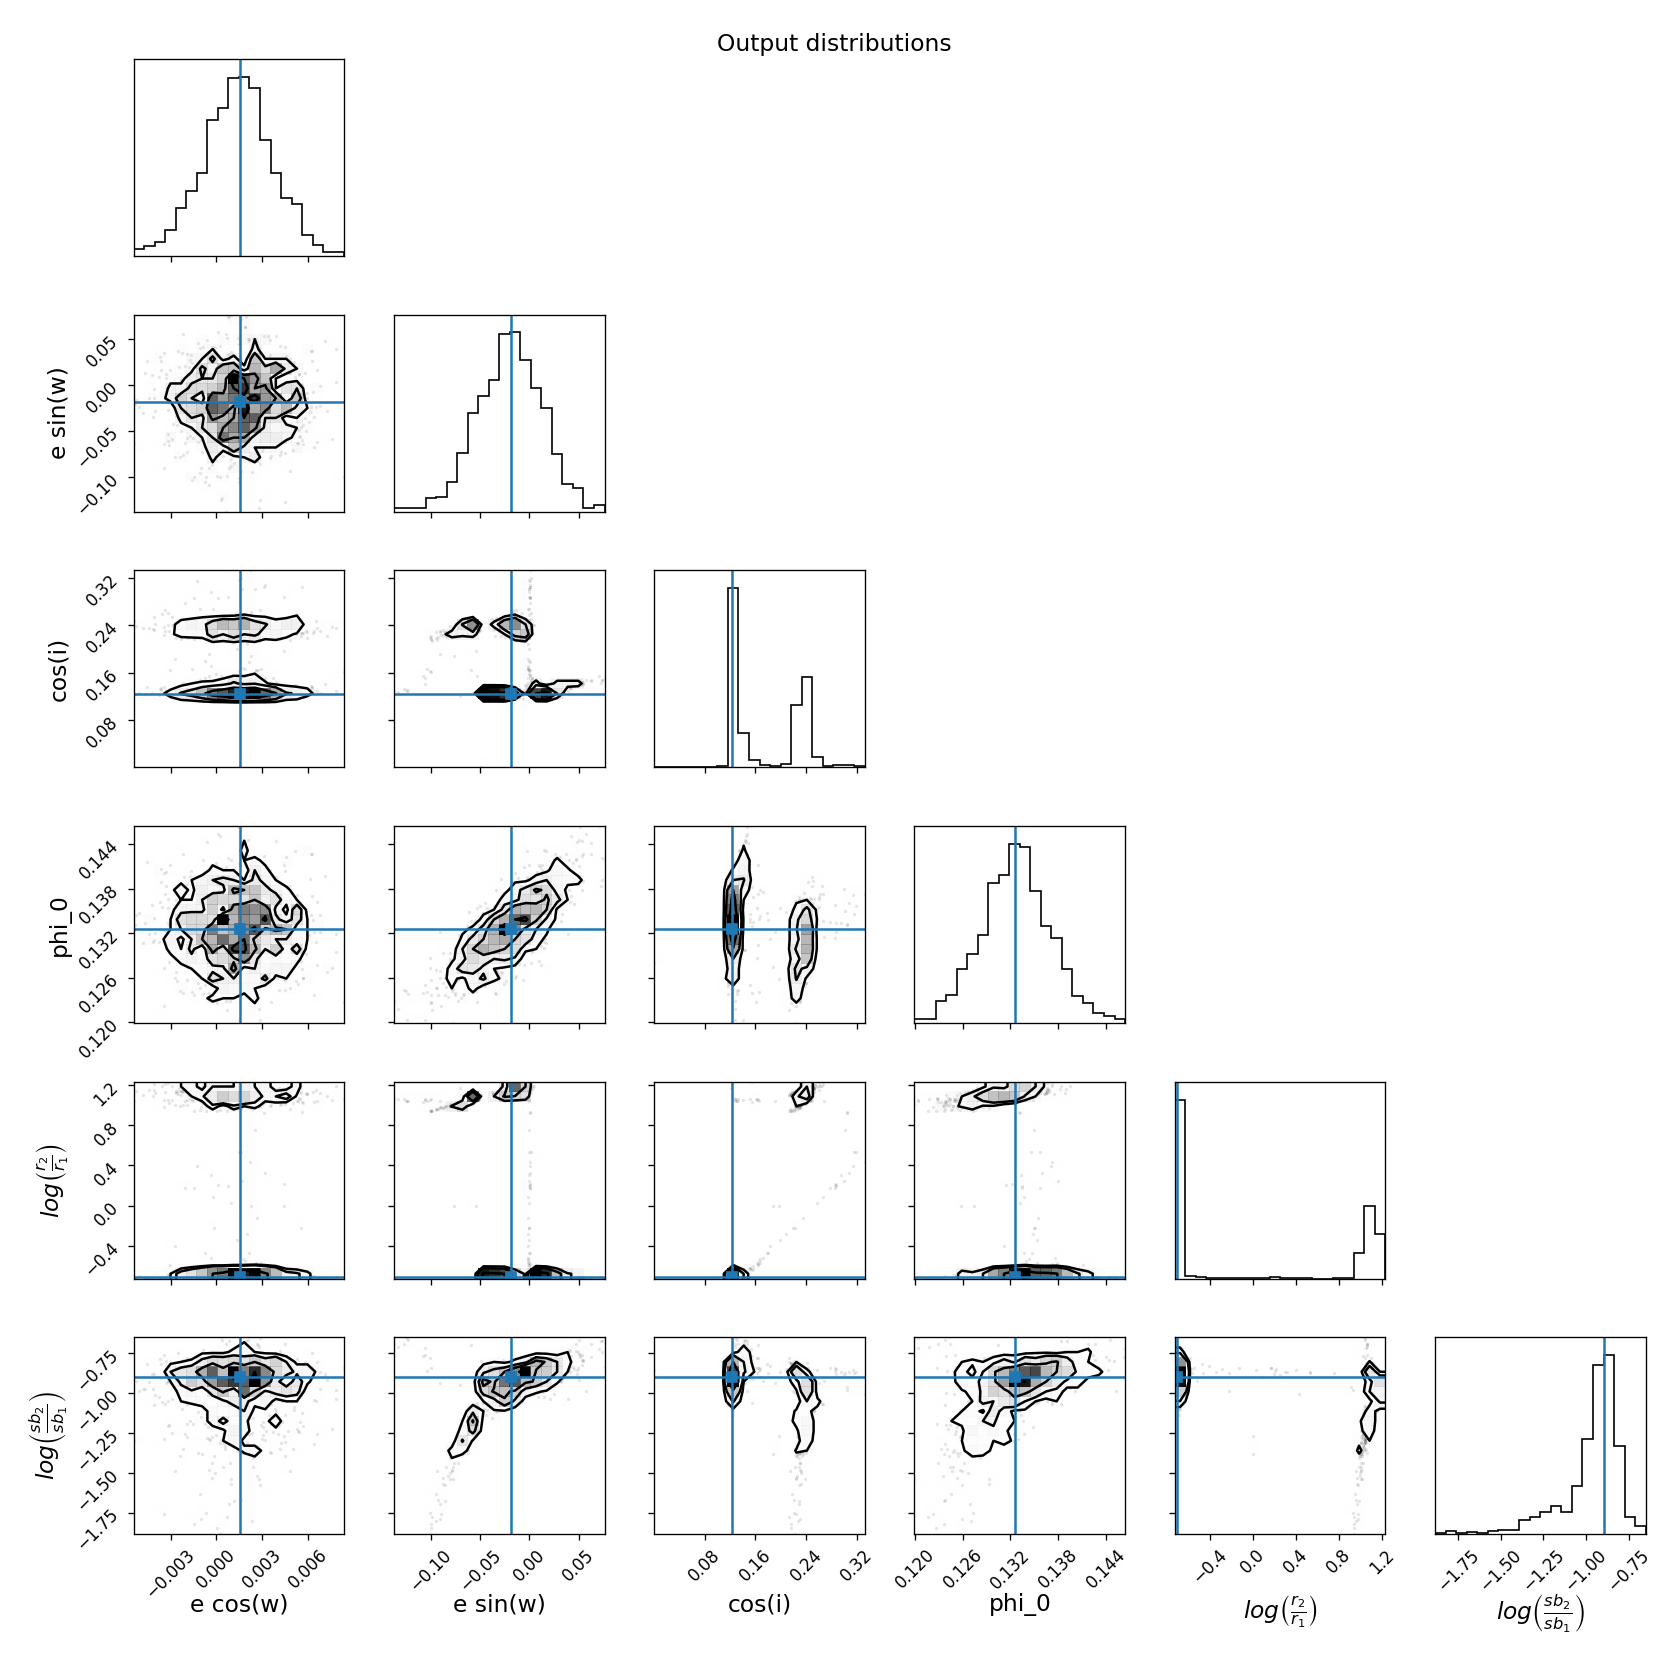 Output distributions
e sin(w)
0.05
0.00
−0.05
−0.10
cos(i)
0.32
0.24
0.16
0.08
phi_0
0.144
0.138
0.132
0.126
0.120
log(r₂/r₁)
1.2
0.8
0.4
0.0
−0.4
log(sb₂/sb₁)
−0.75
−1.00
−1.25
−1.50
−1.75
−0.003 0.000 0.003 0.006
e cos(w)
−0.10 −0.05 0.00 0.05
e sin(w)
0.08 0.16 0.24 0.32
cos(i)
0.120 0.126 0.132 0.138 0.144
phi_0
−0.4 0.0 0.4 0.8 1.2
log(r₂/r₁)
−1.75 −1.50 −1.25 −1.00 −0.75
log(sb₂/sb₁)